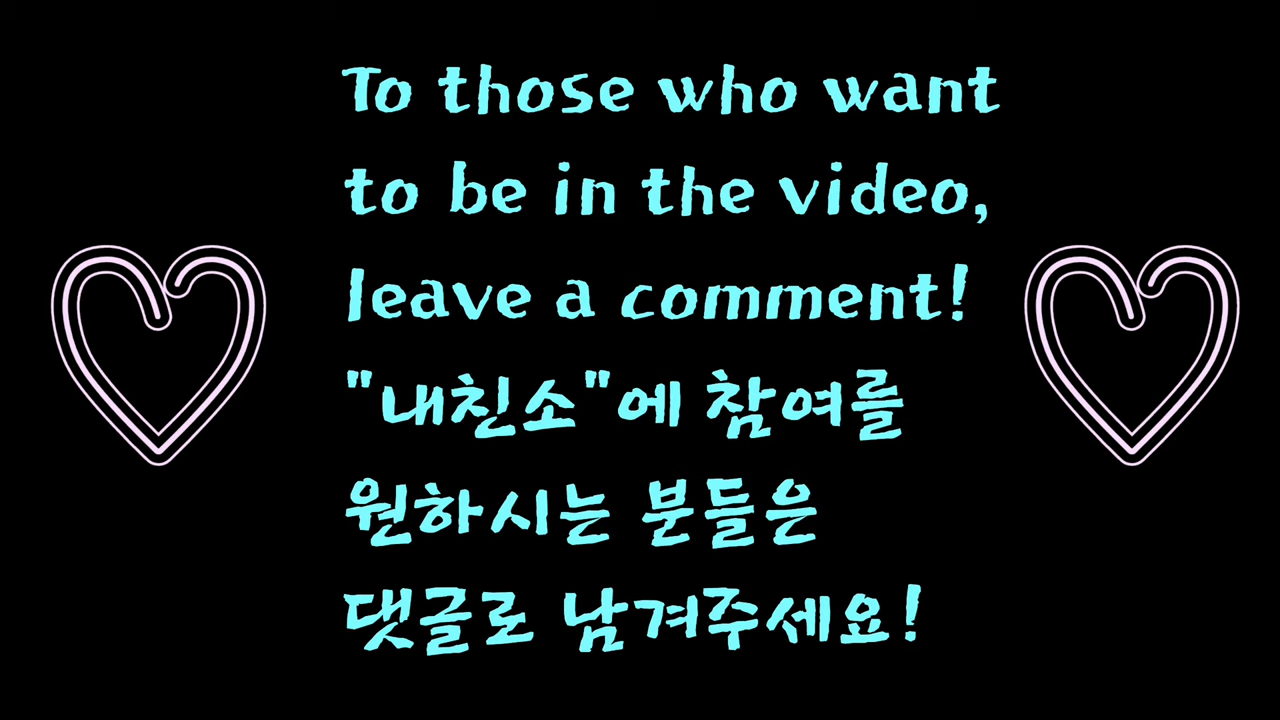 To those who want
to be in the video,
leave a comment!
"내친소"에 참여를
원하시는 분들은
댓글로 남겨주세요!